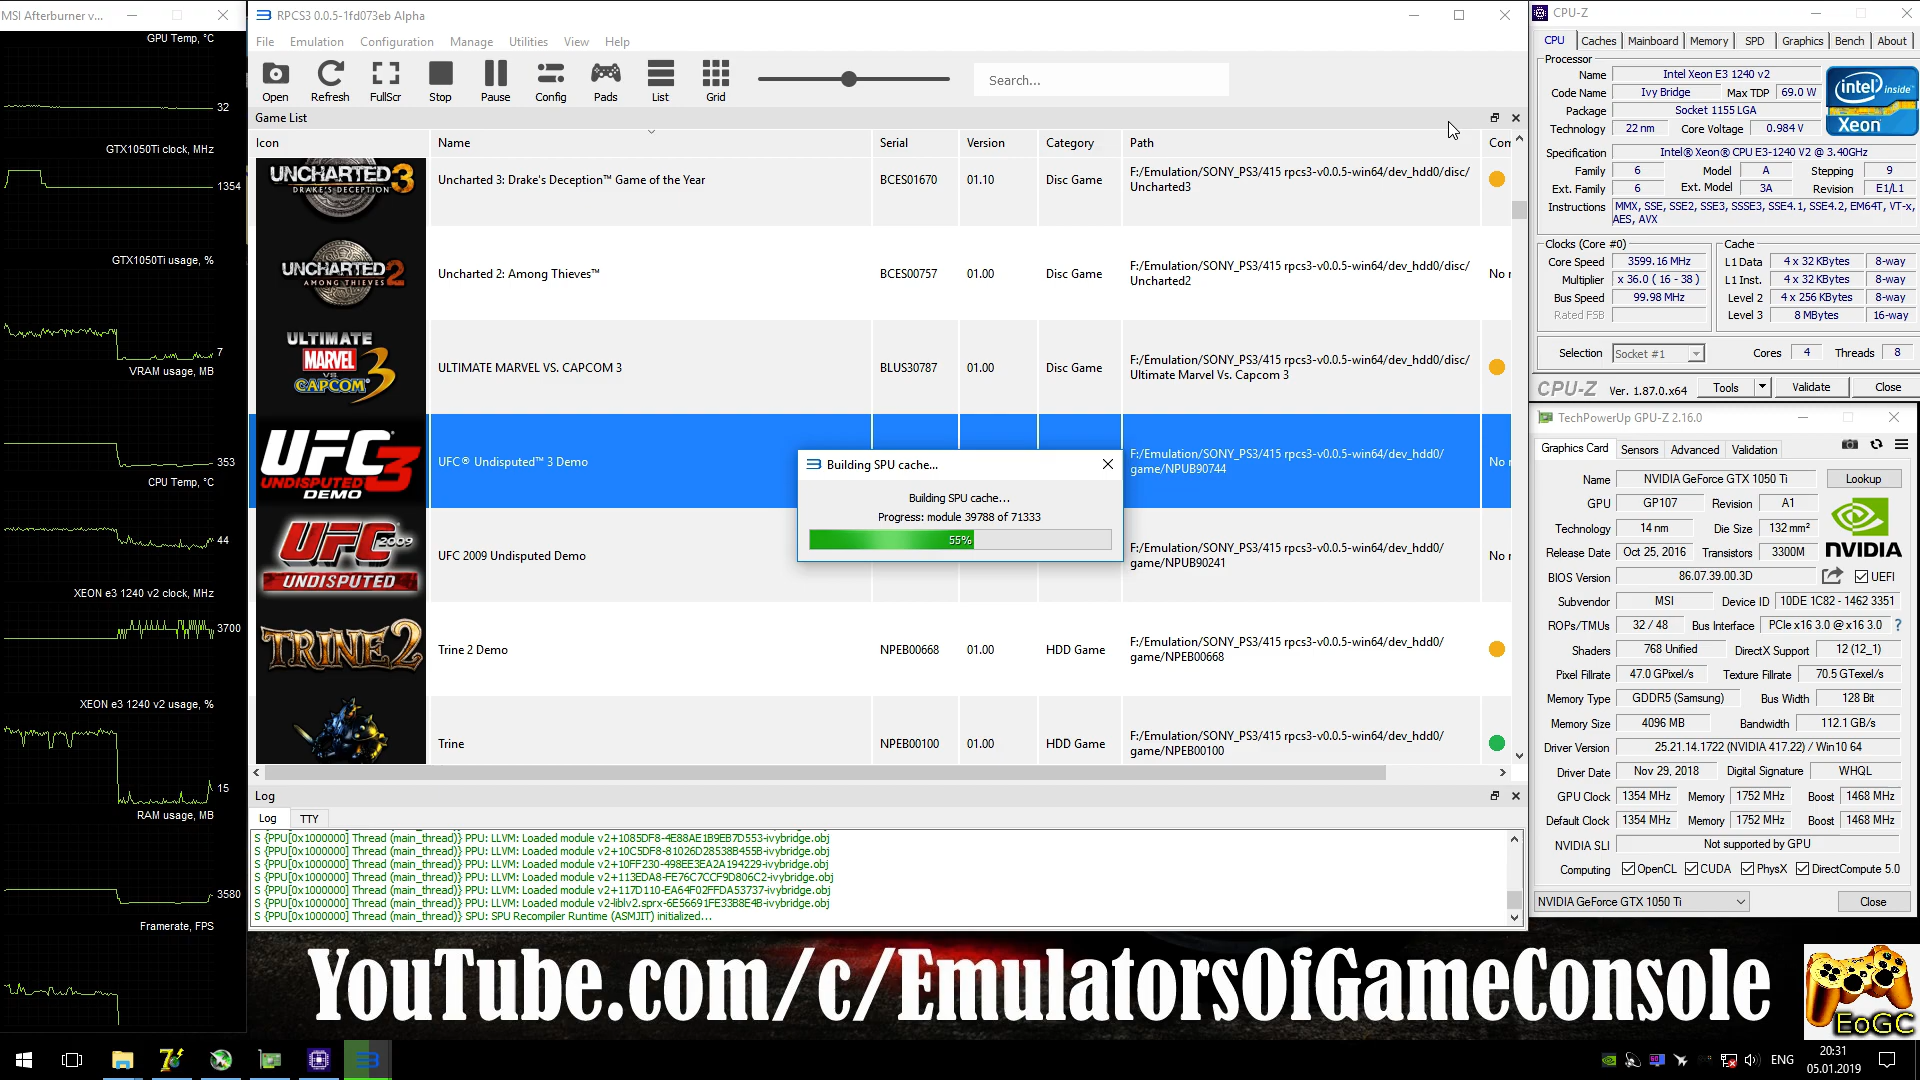 MSI Afterburner v...
GPU Temp, °C
32
GTX1050Ti clock, MHz
1354
GTX1050Ti usage, %
7
VRAM usage, MB
353
CPU Temp, °C
44
XEON e3 1240 v2 clock, MHz
3700
XEON e3 1240 v2 usage, %
15
RAM usage, MB
3580
Framerate, FPS
RPCS3 0.0.5-1fd073eb Alpha
File Emulation Configuration Manage Utilities View Help
Open Refresh FullScr Stop Pause Config Pads List Grid
Search...
Game List
Icon Name Serial Version Category Path Com
UNCHARTED 3
DRAKE'S DECEPTION
Uncharted 3: Drake's Deception™ Game of the Year BCES01670 01.10 Disc Game F:/Emulation/SONY_PS3/415 rpcs3-v0.0.5-win64/dev_hdd0/disc/
Uncharted3
UNCHARTED 2
AMONG THIEVES
Uncharted 2: Among Thieves™ BCES00757 01.00 Disc Game F:/Emulation/SONY_PS3/415 rpcs3-v0.0.5-win64/dev_hdd0/disc/
Uncharted2
No r
ULTIMATE
MARVEL
VS.
CAPCOM 3
ULTIMATE MARVEL VS. CAPCOM 3 BLUS30787 01.00 Disc Game F:/Emulation/SONY_PS3/415 rpcs3-v0.0.5-win64/dev_hdd0/disc/
Ultimate Marvel Vs. Capcom 3
UFC 3
UNDISPUTED
DEMO
UFC® Undisputed™ 3 Demo F:/Emulation/SONY_PS3/415 rpcs3-v0.0.5-win64/dev_hdd0/
game/NPUB90744
No r
Building SPU cache...
Building SPU cache...
Progress: module 39788 of 71333
55%
UFC 2009
UNDISPUTED
UFC 2009 Undisputed Demo F:/Emulation/SONY_PS3/415 rpcs3-v0.0.5-win64/dev_hdd0/
game/NPUB90241
No r
TRINE 2
Trine 2 Demo NPEB00668 01.00 HDD Game F:/Emulation/SONY_PS3/415 rpcs3-v0.0.5-win64/dev_hdd0/
game/NPEB00668
Trine NPEB00100 01.00 HDD Game F:/Emulation/SONY_PS3/415 rpcs3-v0.0.5-win64/dev_hdd0/
game/NPEB00100
Log
Log TTY
S {PPU[0x1000000] Thread (main_thread)} PPU: LLVM: Loaded module v2+1085DF8-4E88AE1B9EB7D553-ivybridge.obj
S {PPU[0x1000000] Thread (main_thread)} PPU: LLVM: Loaded module v2+10C5DF8-81026D28538B455B-ivybridge.obj
S {PPU[0x1000000] Thread (main_thread)} PPU: LLVM: Loaded module v2+10FF230-498EE3EA2A194229-ivybridge.obj
S {PPU[0x1000000] Thread (main_thread)} PPU: LLVM: Loaded module v2+113EDA8-FE76C7CCF9D806C2-ivybridge.obj
S {PPU[0x1000000] Thread (main_thread)} PPU: LLVM: Loaded module v2+117D110-EA64F02FFDA53737-ivybridge.obj
S {PPU[0x1000000] Thread (main_thread)} PPU: LLVM: Loaded module v2-liblv2.sprx-6E56691FE33B8E4B-ivybridge.obj
S {PPU[0x1000000] Thread (main_thread)} SPU: SPU Recompiler Runtime (ASMJIT) initialized...
CPU-Z
CPU Caches Mainboard Memory SPD Graphics Bench About
Processor
Name Intel Xeon E3 1240 v2
Code Name Ivy Bridge Max TDP 69.0 W
Package Socket 1155 LGA
Technology 22 nm Core Voltage 0.984 V
intel inside
Xeon
Specification Intel® Xeon® CPU E3-1240 V2 @ 3.40GHz
Family 6 Model A Stepping 9
Ext. Family 6 Ext. Model 3A Revision E1/L1
Instructions MMX, SSE, SSE2, SSE3, SSSE3, SSE4.1, SSE4.2, EM64T, VT-x,
AES, AVX
Clocks (Core #0) Cache
Core Speed 3599.16 MHz L1 Data 4 x 32 KBytes 8-way
Multiplier x 36.0 ( 16 - 38 ) L1 Inst. 4 x 32 KBytes 8-way
Bus Speed 99.98 MHz Level 2 4 x 256 KBytes 8-way
Rated FSB Level 3 8 MBytes 16-way
Selection Socket #1 Cores 4 Threads 8
CPU-Z Ver. 1.87.0.x64 Tools Validate Close
TechPowerUp GPU-Z 2.16.0
Graphics Card Sensors Advanced Validation
Name NVIDIA GeForce GTX 1050 Ti Lookup
GPU GP107 Revision A1
Technology 14 nm Die Size 132 mm²
Release Date Oct 25, 2016 Transistors 3300M
NVIDIA
BIOS Version 86.07.39.00.3D UEFI
Subvendor MSI Device ID 10DE 1C82 - 1462 3351
ROPs/TMUs 32 / 48 Bus Interface PCIe x16 3.0 @ x16 3.0 ?
Shaders 768 Unified DirectX Support 12 (12_1)
Pixel Fillrate 47.0 GPixel/s Texture Fillrate 70.5 GTexel/s
Memory Type GDDR5 (Samsung) Bus Width 128 Bit
Memory Size 4096 MB Bandwidth 112.1 GB/s
Driver Version 25.21.14.1722 (NVIDIA 417.22) / Win10 64
Driver Date Nov 29, 2018 Digital Signature WHQL
GPU Clock 1354 MHz Memory 1752 MHz Boost 1468 MHz
Default Clock 1354 MHz Memory 1752 MHz Boost 1468 MHz
NVIDIA SLI Not supported by GPU
Computing OpenCL CUDA PhysX DirectCompute 5.0
NVIDIA GeForce GTX 1050 Ti Close
YouTube.com/c/EmulatorsOfGameConsole
EoGC
ENG
20:31
05.01.2019